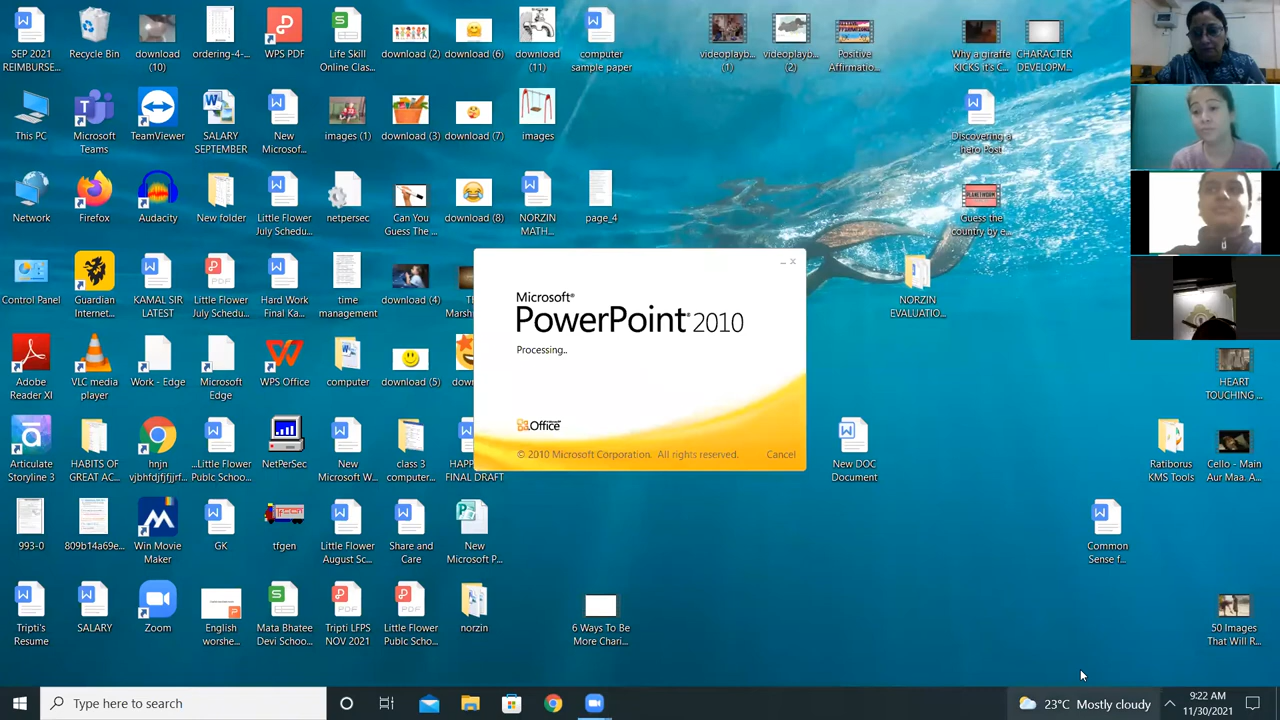 SEP 2021
REIMBURSE...
Recycle Bin
download
(10)
ordering-4-...
WPS PDF
Life Skill
Online Clas...
download (2)
download (6)
download
(11)
computer
sample paper
videoplayb...
(1)
videoplayb...
(2)
Positive
Affirmatio...
Why a giraffe
KICKS it's C...
CHARACTER
DEVELOPM...
This PC
Microsoft
Teams
TeamViewer
SALARY
SEPTEMBER
New
Microsof...
images (1)
download (3)
download (7)
images
Discovering a
hero Post...
Network
Firefox
Audacity
New folder
Little Flower
July Schedu...
netpersec
Can You
Guess The ...
download (8)
NORZIN
MATH...
page_4
Guess the
country by e...
Control Panel
Guardian
Internet...
KAMAL SIR
LATEST
Little Flower
July Schedu...
Hard Work
Final Ka...
time
management
download (4)
Microsoft®
PowerPoint® 2010
Processing..
Office
© 2010 Microsoft Corporation. All rights reserved.
Cancel
NORZIN
EVALUATIO...
Adobe
Reader XI
VLC media
player
Work - Edge
Microsoft
Edge
WPS Office
computer
download (5)
HEART
TOUCHING ...
Articulate
Storyline 3
HABITS OF
GREAT AC...
hnjn
vjbhfdjfjfjrf...
...Little Flower
Public Schoo...
NetPerSec
New
Microsoft W...
class 3
computer...
FINAL DRAFT
New DOC
Document
Ratiborus
KMS Tools
Cello - Main
Aur Maa. A...
993-0
809b14a69e...
Win Movie
Maker
GK
tfgen
Little Flower
August Sc...
Share and
Care
New
Microsoft P...
Common
Sense f...
Tripti's
Resume
SALARY
Zoom
English
worshe...
Mata Bhatee
Devi Schoo...
Tripti LFPS
NOV 2021
Little Flower
Publc Scho...
norzin
6 Ways To Be
More Chari...
50 Images
That Will R...
Type here to search
23°C Mostly cloudy
9:22 AM
11/30/2021